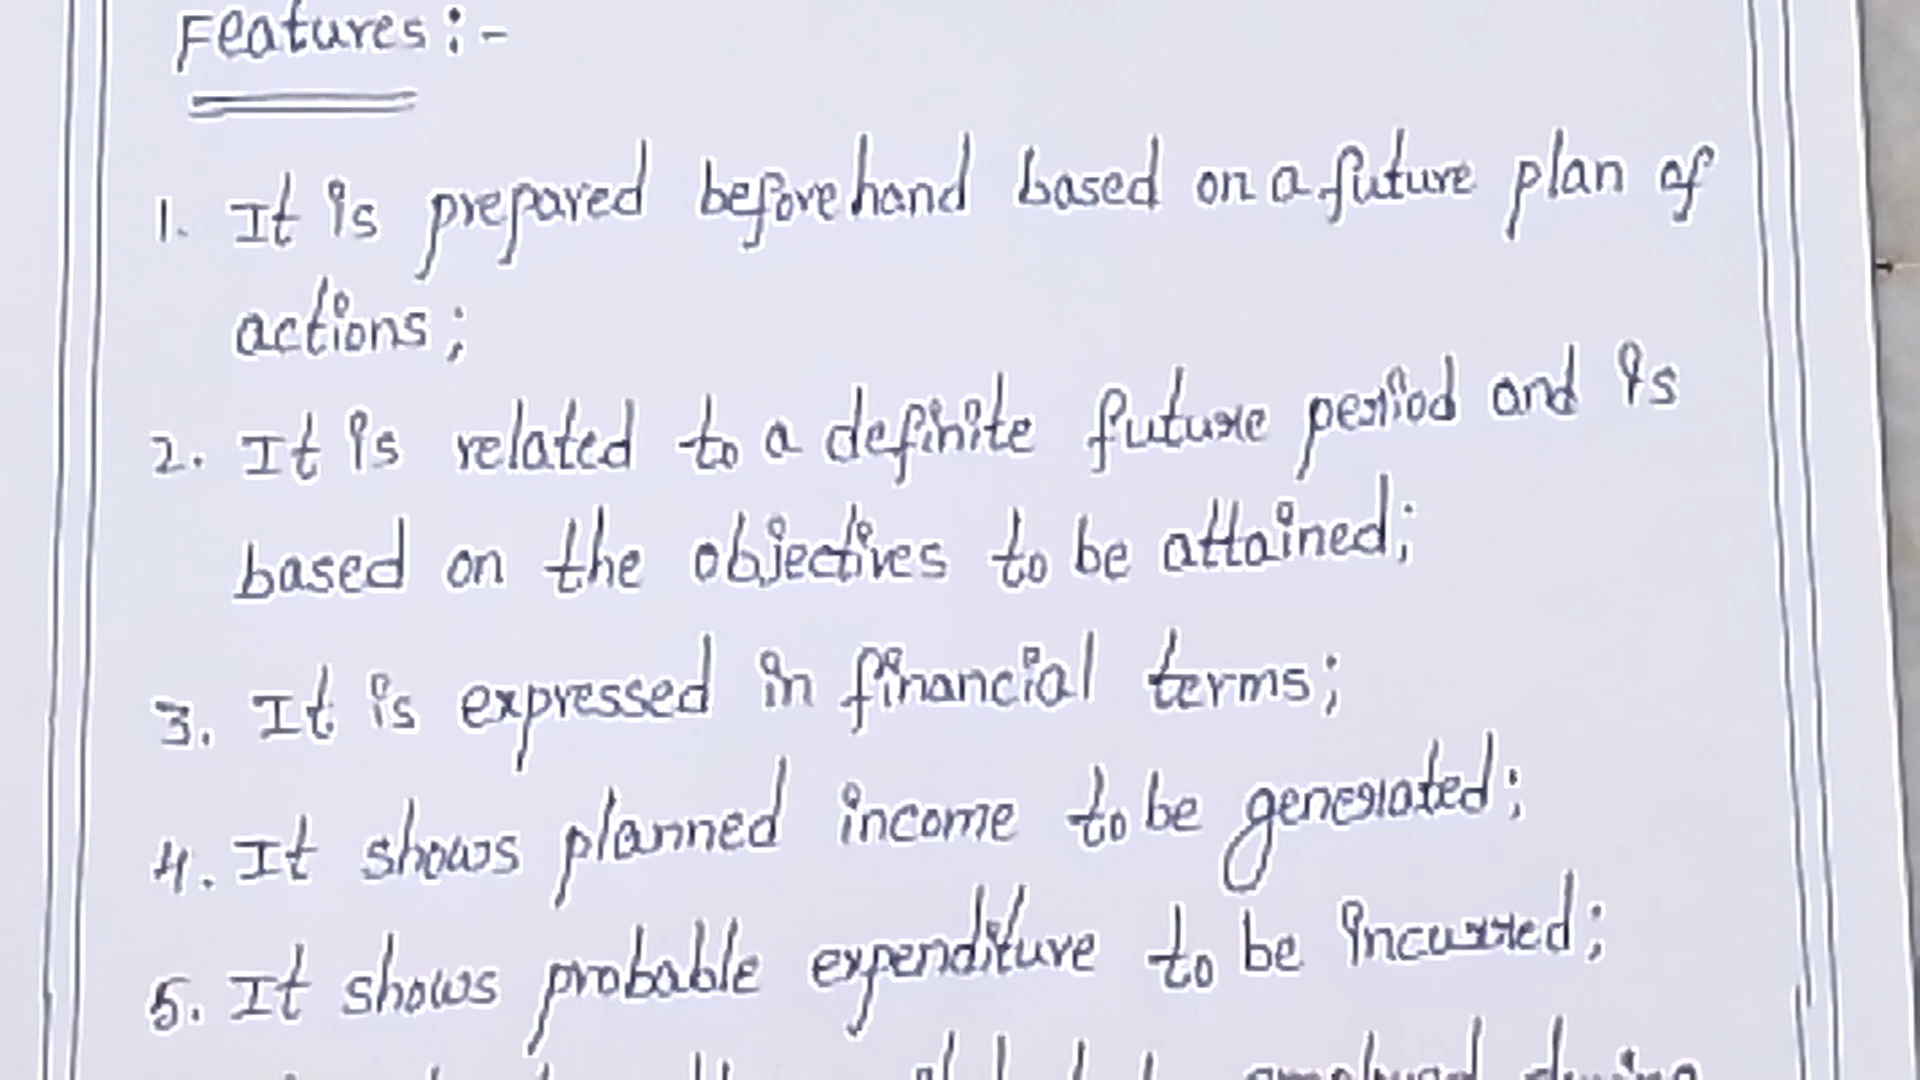 Features:-
1. It is prepared beforehand based on a future plan of
actions;
2. It is related to a definite future period and is
based on the objectives to be attained;
3. It is expressed in financial terms;
4. It shows planned income to be generated;
5. It shows probable expenditure to be incurred;
employed during